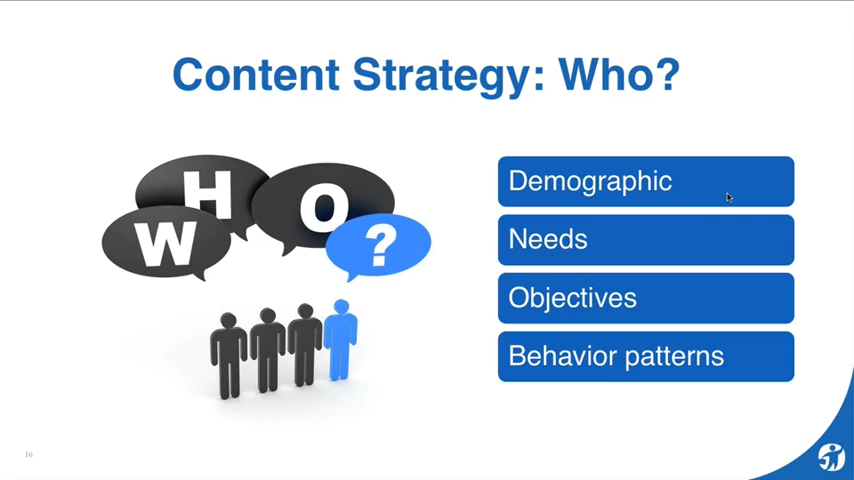 Content Strategy: Who?
W H O ?
Demographic
Needs
Objectives
Behavior patterns
16